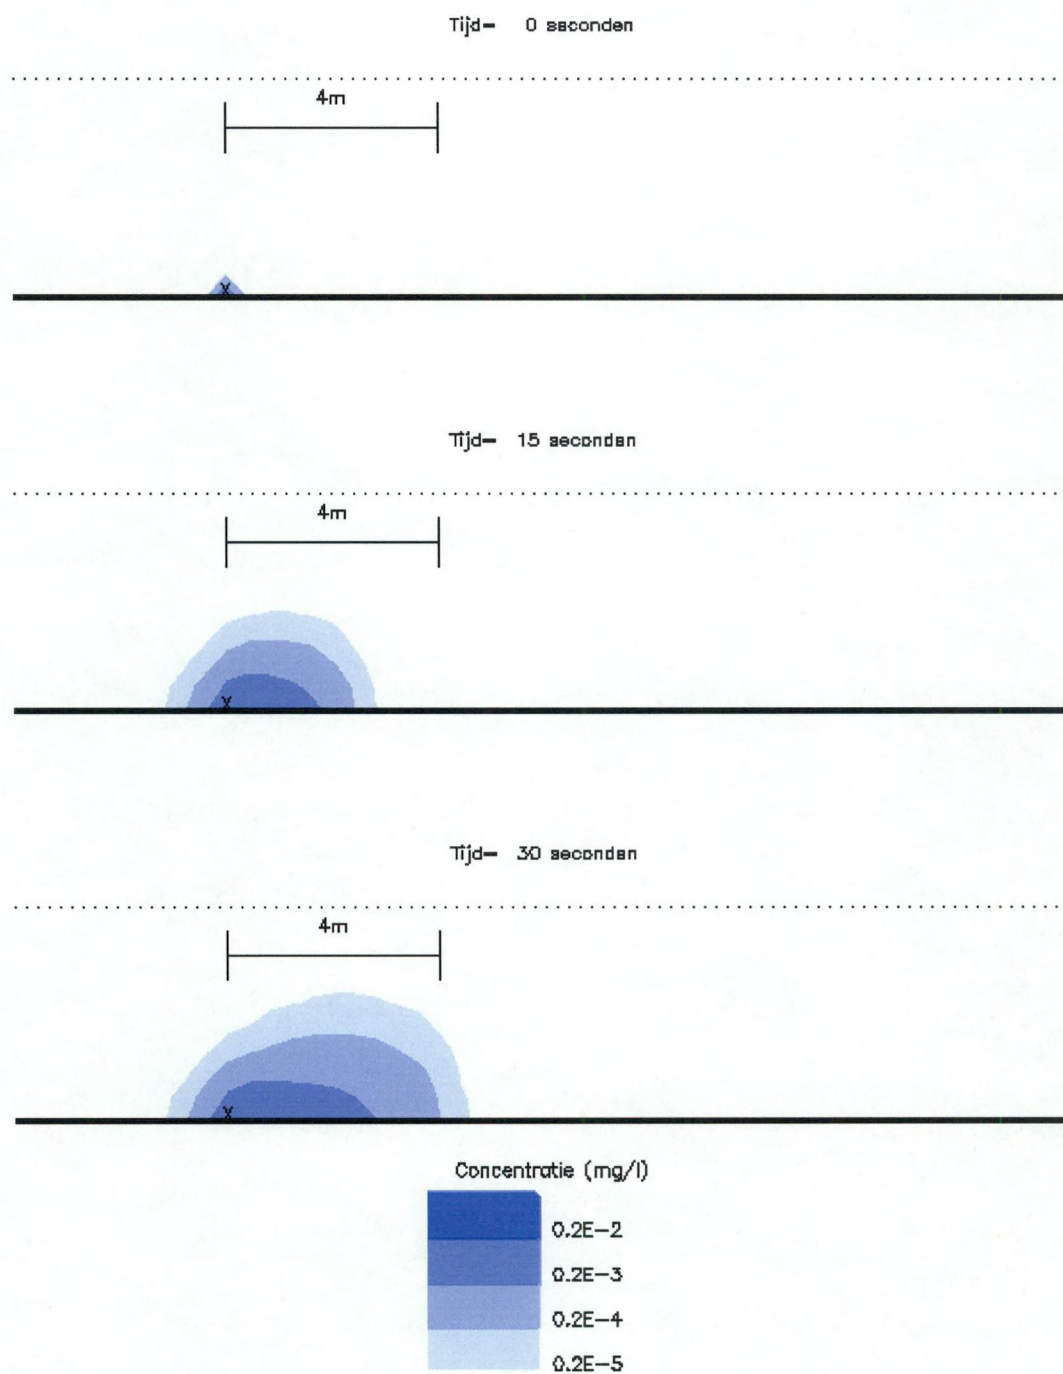 Tijd= 0 seconden
4m
X
Tijd= 15 seconden
4m
X
Tijd= 30 seconden
4m
X
Concentratie (mg/l)
0.2E-2
0.2E-3
0.2E-4
0.2E-5